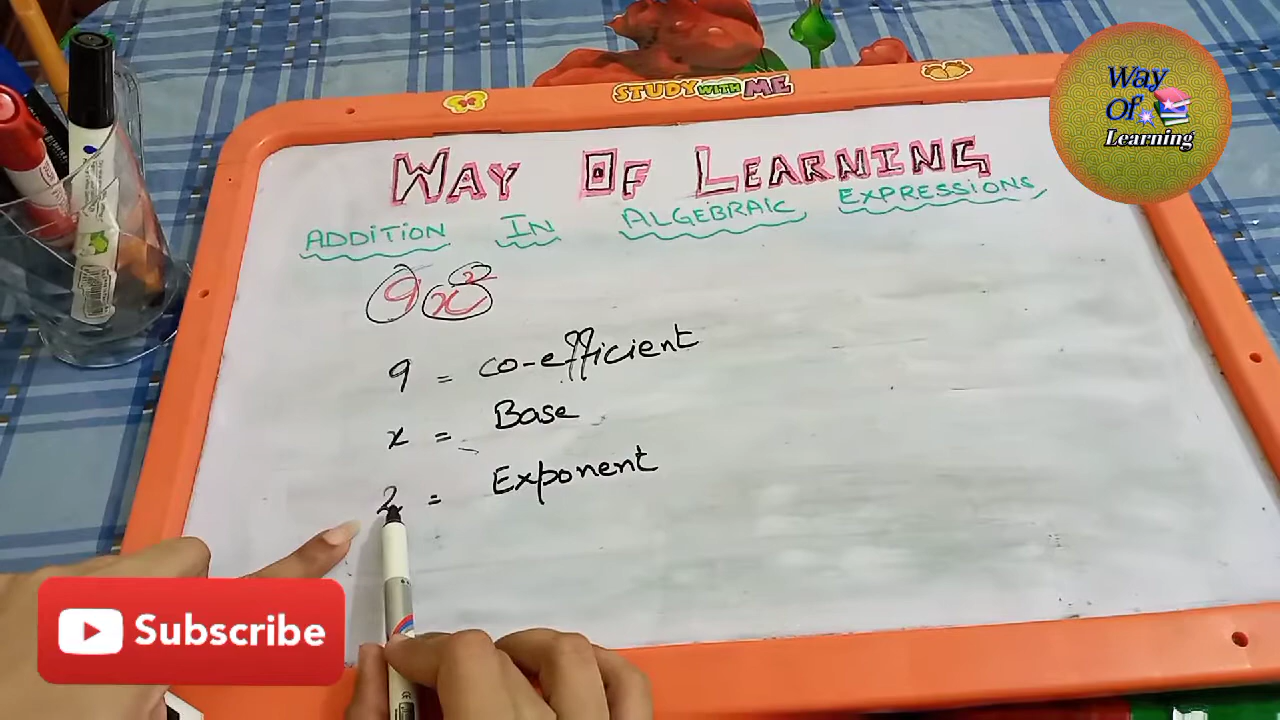 STUDY WITH ME
Way
Of
Learning
WAY OF LEARNING
ADDITION IN ALGEBRAIC EXPRESSIONS
9x²
9 = co-efficient
x = Base
2 = Exponent
Subscribe